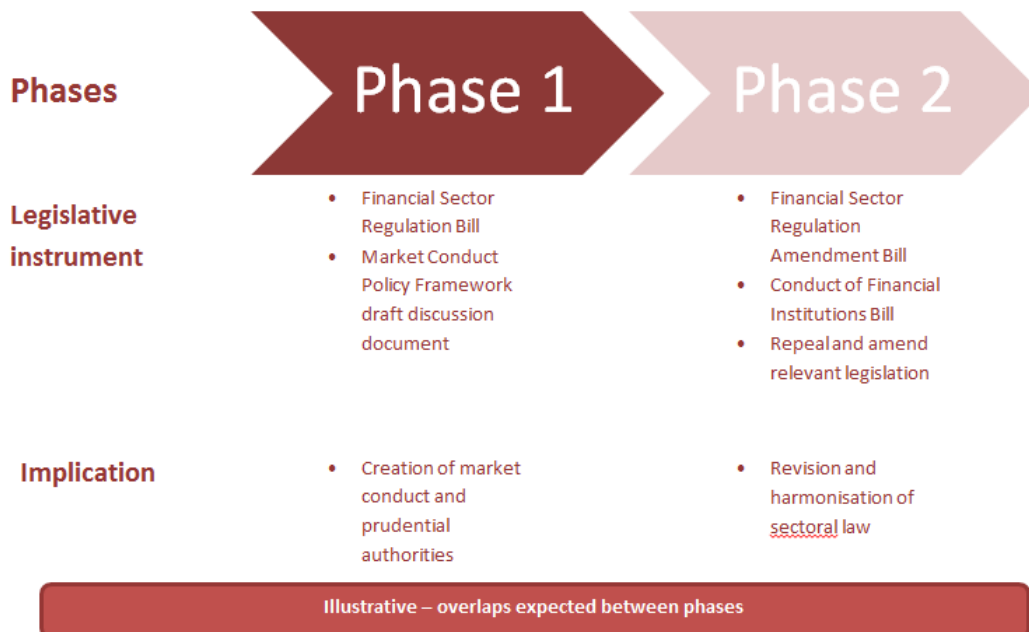 Phases
Phase 1
Phase 2
Legislative
instrument
• Financial Sector
Regulation Bill
• Market Conduct
Policy Framework
draft discussion
document
• Financial Sector
Regulation
Amendment Bill
• Conduct of Financial
Institutions Bill
• Repeal and amend
relevant legislation
Implication
• Creation of market
conduct and
prudential
authorities
• Revision and
harmonisation of
sectoral law
Illustrative – overlaps expected between phases